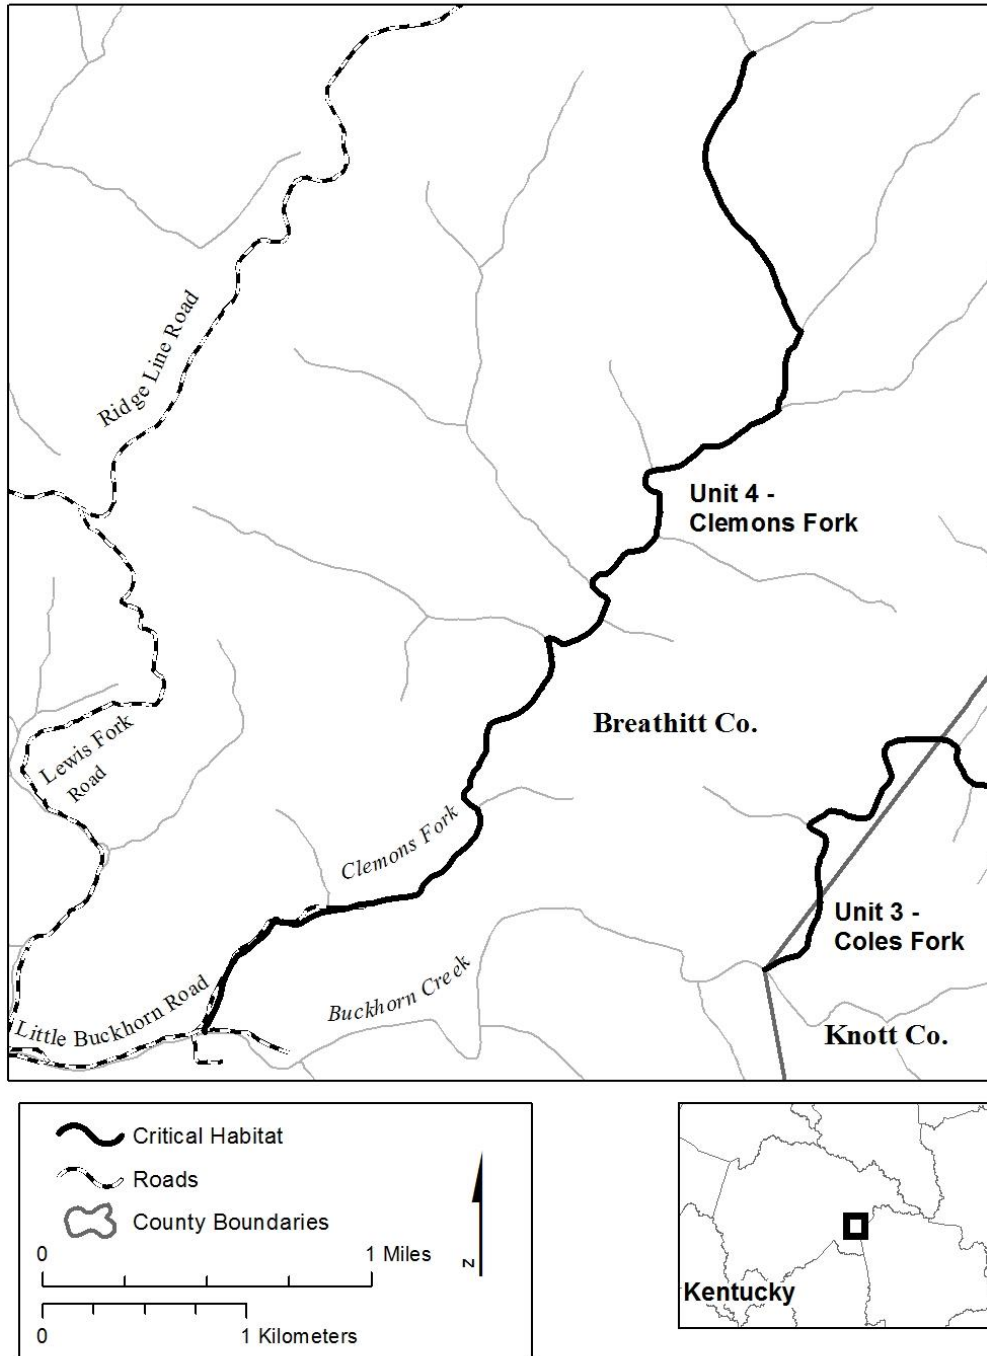 Ridge Line Road
Unit 4 -
Clemons Fork
Breathitt Co.
Lewis Fork
Road
Clemons Fork
Unit 3 -
Coles Fork
Buckhorn Creek
Little Buckhorn Road
Knott Co.
Critical Habitat
Roads
County Boundaries
0 1 Miles
0 1 Kilometers
N
Kentucky